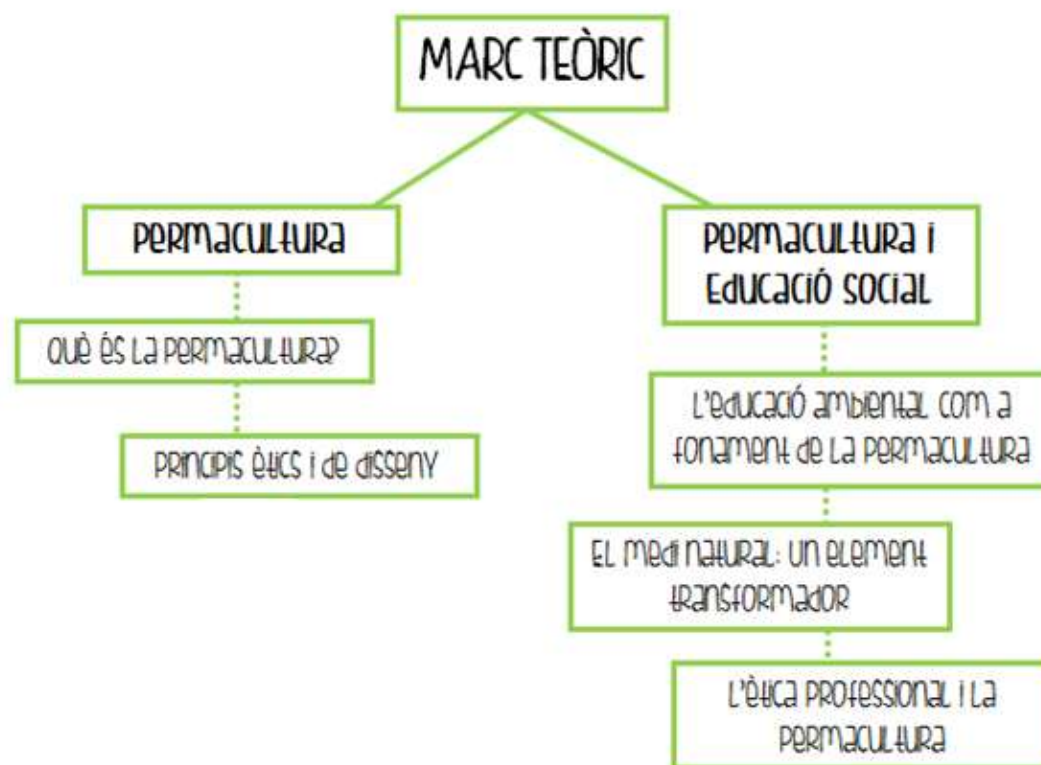 MARC TEÒRIC
PERMACULTURA
PERMACULTURA i
EDUCACIÓ SOCIAL
QUÈ ÉS LA PERMACULTURA?
PRINCIPIS ÈTICS i DE DISSENY
L'EDUCACIÓ AMBIENTAL COM A
FONAMENT DE LA PERMACULTURA
EL MEDI NATURAL: UN ELEMENT
TRANSFORMADOR
L'ÈTICA PROFESSIONAL i LA
PERMACULTURA